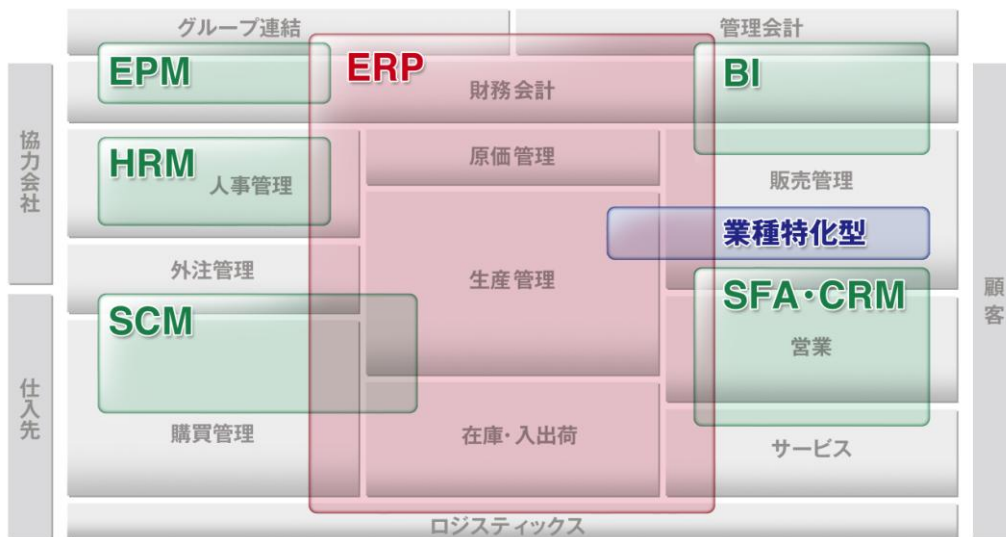 グループ連結
管理会計
EPM
ERP
BI
財務会計
協力会社
HRM
人事管理
原価管理
販売管理
業種特化型
外注管理
生産管理
SCM
SFA・CRM
営業
顧客
仕入先
購買管理
在庫・入出荷
サービス
ロジスティックス